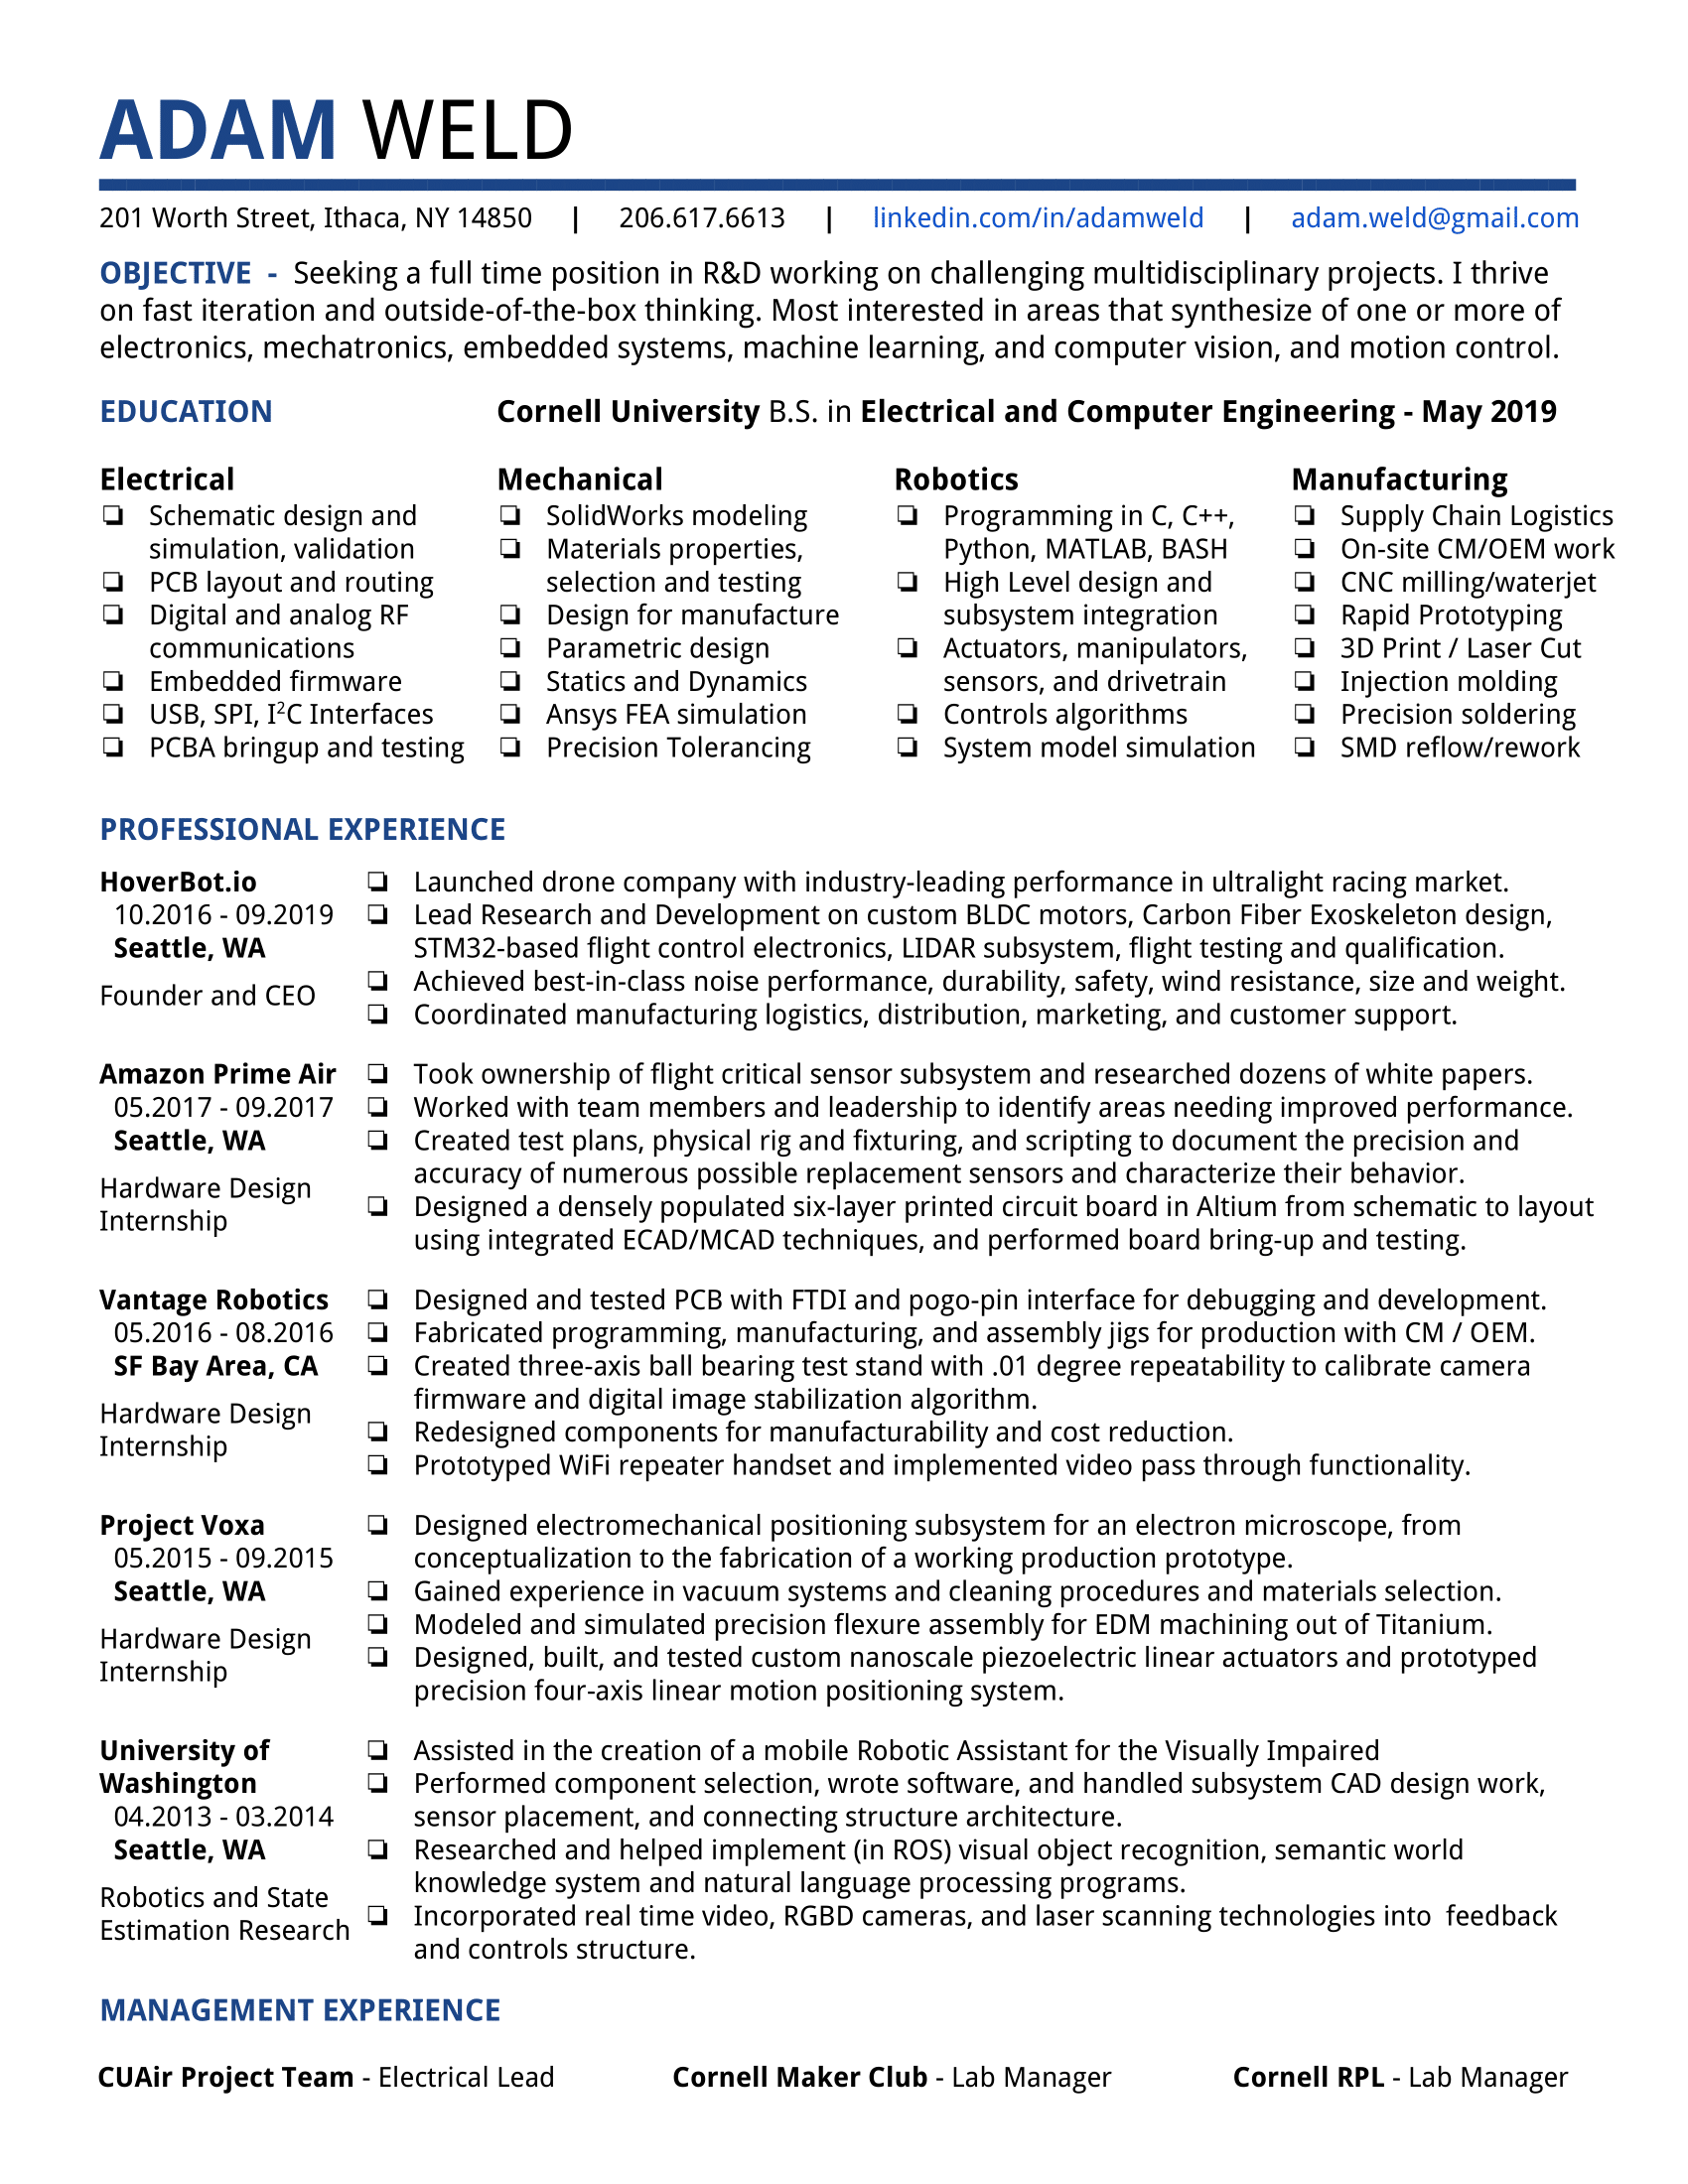 ADAM WELD
201 Worth Street, Ithaca, NY 14850 | 206.617.6613 | linkedin.com/in/adamweld | adam.weld@gmail.com
OBJECTIVE - Seeking a full time position in R&D working on challenging multidisciplinary projects. I thrive
on fast iteration and outside-of-the-box thinking. Most interested in areas that synthesize of one or more of
electronics, mechatronics, embedded systems, machine learning, and computer vision, and motion control.
EDUCATION Cornell University B.S. in Electrical and Computer Engineering - May 2019
Electrical
❏ Schematic design and
simulation, validation
❏ PCB layout and routing
❏ Digital and analog RF
communications
❏ Embedded firmware
❏ USB, SPI, I²C Interfaces
❏ PCBA bringup and testing
Mechanical
❏ SolidWorks modeling
❏ Materials properties,
selection and testing
❏ Design for manufacture
❏ Parametric design
❏ Statics and Dynamics
❏ Ansys FEA simulation
❏ Precision Tolerancing
Robotics
❏ Programming in C, C++,
Python, MATLAB, BASH
❏ High Level design and
subsystem integration
❏ Actuators, manipulators,
sensors, and drivetrain
❏ Controls algorithms
❏ System model simulation
Manufacturing
❏ Supply Chain Logistics
❏ On-site CM/OEM work
❏ CNC milling/waterjet
❏ Rapid Prototyping
❏ 3D Print / Laser Cut
❏ Injection molding
❏ Precision soldering
❏ SMD reflow/rework
PROFESSIONAL EXPERIENCE
HoverBot.io
10.2016 - 09.2019
Seattle, WA
Founder and CEO
❏ Launched drone company with industry-leading performance in ultralight racing market.
❏ Lead Research and Development on custom BLDC motors, Carbon Fiber Exoskeleton design,
STM32-based flight control electronics, LIDAR subsystem, flight testing and qualification.
❏ Achieved best-in-class noise performance, durability, safety, wind resistance, size and weight.
❏ Coordinated manufacturing logistics, distribution, marketing, and customer support.
Amazon Prime Air
05.2017 - 09.2017
Seattle, WA
Hardware Design
Internship
❏ Took ownership of flight critical sensor subsystem and researched dozens of white papers.
❏ Worked with team members and leadership to identify areas needing improved performance.
❏ Created test plans, physical rig and fixturing, and scripting to document the precision and
accuracy of numerous possible replacement sensors and characterize their behavior.
❏ Designed a densely populated six-layer printed circuit board in Altium from schematic to layout
using integrated ECAD/MCAD techniques, and performed board bring-up and testing.
Vantage Robotics
05.2016 - 08.2016
SF Bay Area, CA
Hardware Design
Internship
❏ Designed and tested PCB with FTDI and pogo-pin interface for debugging and development.
❏ Fabricated programming, manufacturing, and assembly jigs for production with CM / OEM.
❏ Created three-axis ball bearing test stand with .01 degree repeatability to calibrate camera
firmware and digital image stabilization algorithm.
❏ Redesigned components for manufacturability and cost reduction.
❏ Prototyped WiFi repeater handset and implemented video pass through functionality.
Project Voxa
05.2015 - 09.2015
Seattle, WA
Hardware Design
Internship
❏ Designed electromechanical positioning subsystem for an electron microscope, from
conceptualization to the fabrication of a working production prototype.
❏ Gained experience in vacuum systems and cleaning procedures and materials selection.
❏ Modeled and simulated precision flexure assembly for EDM machining out of Titanium.
❏ Designed, built, and tested custom nanoscale piezoelectric linear actuators and prototyped
precision four-axis linear motion positioning system.
University of
Washington
04.2013 - 03.2014
Seattle, WA
Robotics and State
Estimation Research
❏ Assisted in the creation of a mobile Robotic Assistant for the Visually Impaired
❏ Performed component selection, wrote software, and handled subsystem CAD design work,
sensor placement, and connecting structure architecture.
❏ Researched and helped implement (in ROS) visual object recognition, semantic world
knowledge system and natural language processing programs.
❏ Incorporated real time video, RGBD cameras, and laser scanning technologies into feedback
and controls structure.
MANAGEMENT EXPERIENCE
CUAir Project Team - Electrical Lead Cornell Maker Club - Lab Manager Cornell RPL - Lab Manager